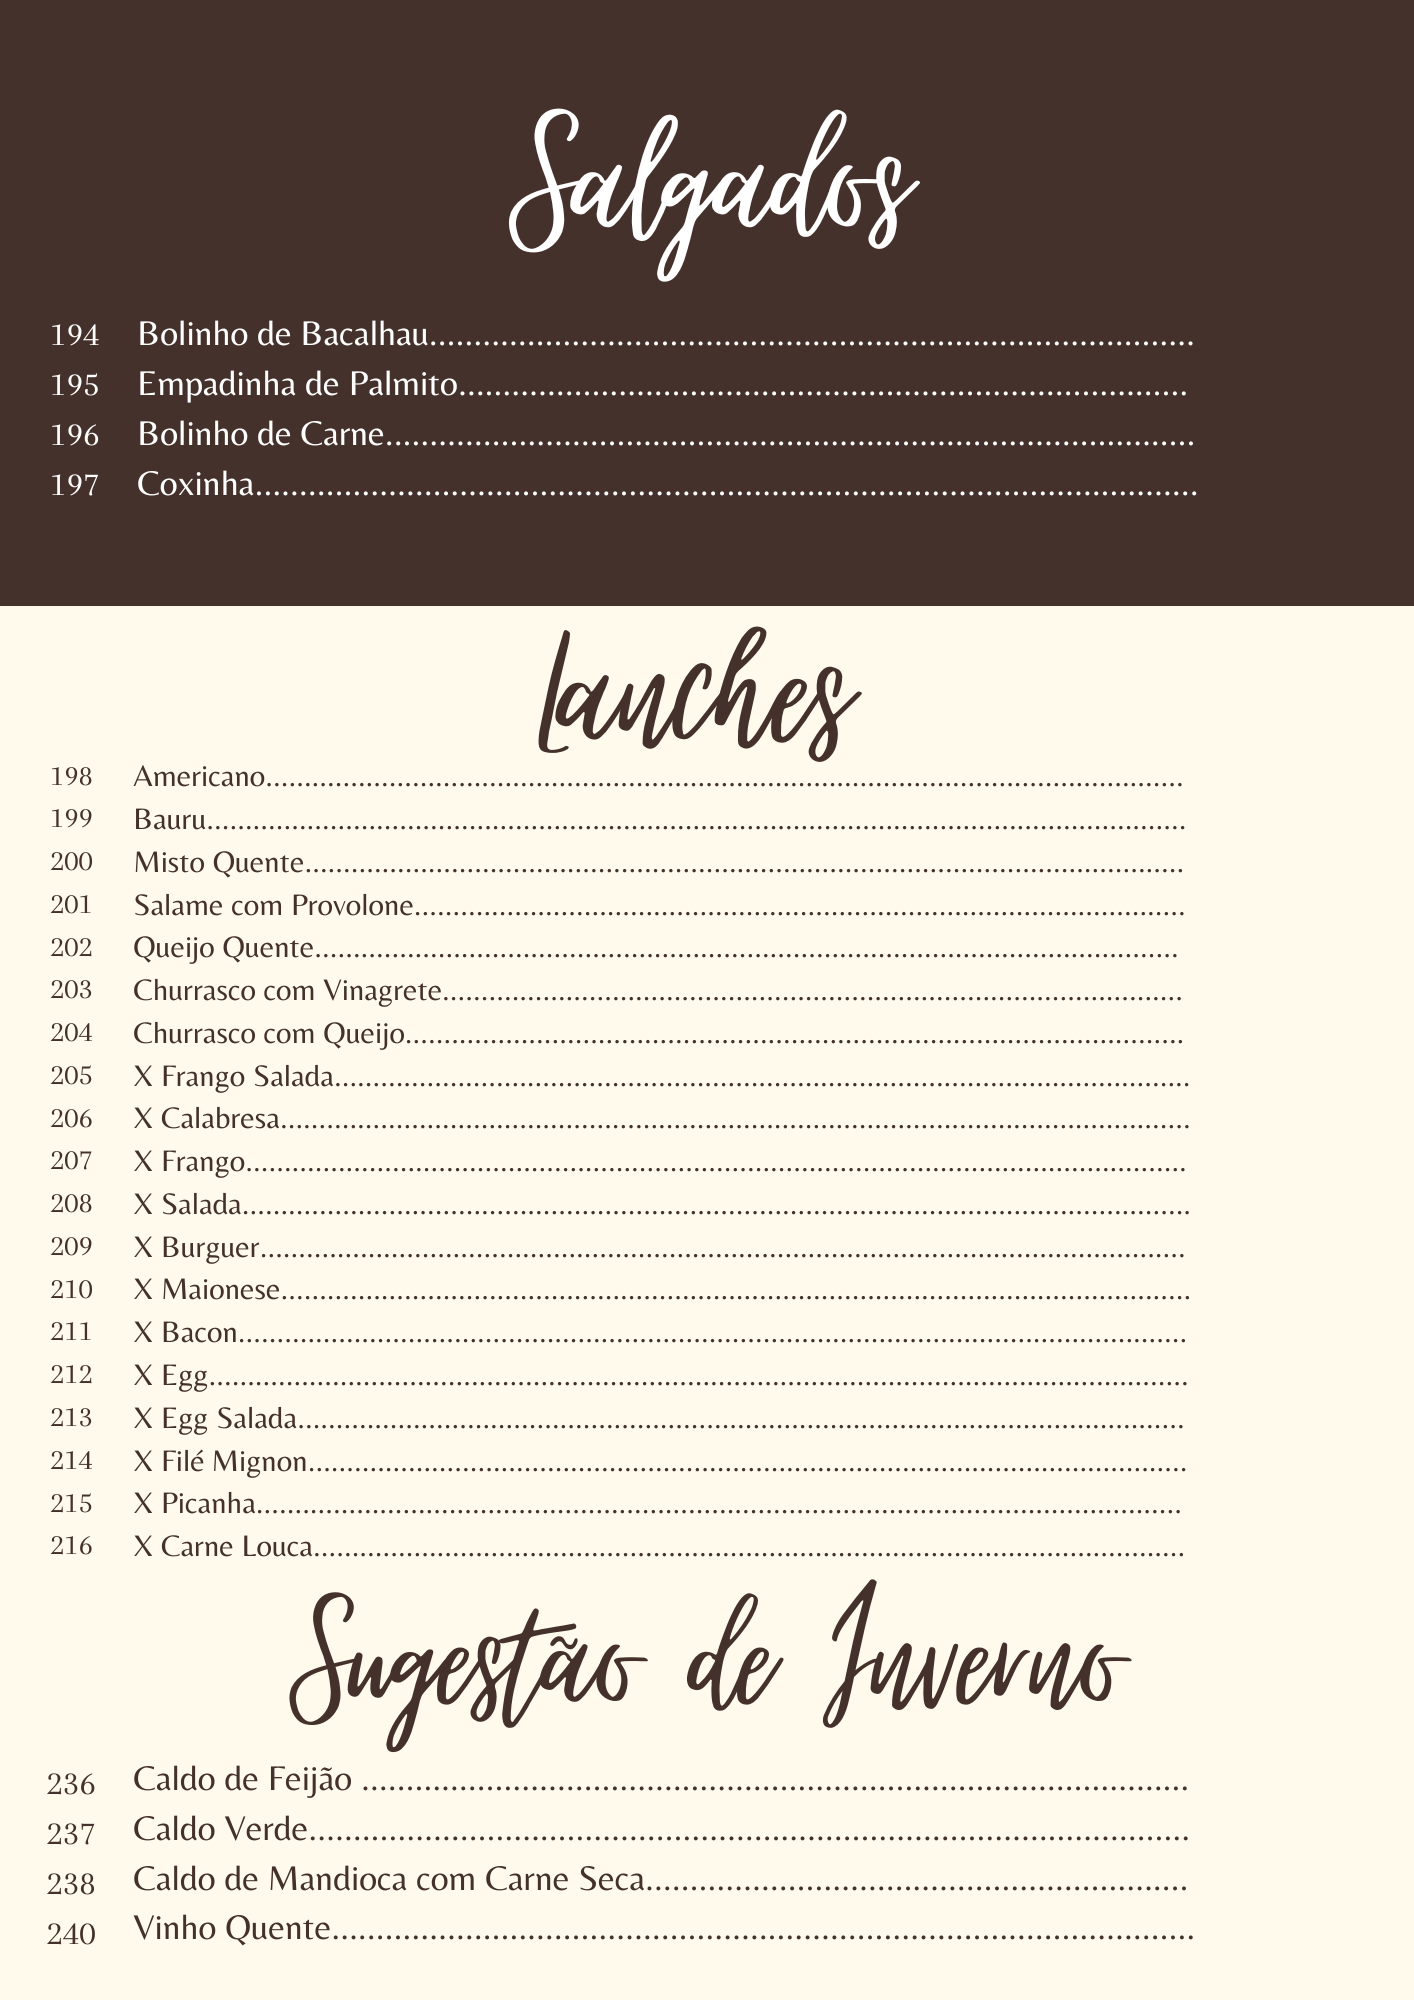 Salgados
194 Bolinho de Bacalhau
195 Empadinha de Palmito
196 Bolinho de Carne
197 Coxinha
Lanches
198 Americano
199 Bauru
200 Misto Quente
201 Salame com Provolone
202 Queijo Quente
203 Churrasco com Vinagrete
204 Churrasco com Queijo
205 X Frango Salada
206 X Calabresa
207 X Frango
208 X Salada
209 X Burguer
210 X Maionese
211 X Bacon
212 X Egg
213 X Egg Salada
214 X Filé Mignon
215 X Picanha
216 X Carne Louca
Sugestão de Inverno
236 Caldo de Feijão
237 Caldo Verde
238 Caldo de Mandioca com Carne Seca
240 Vinho Quente